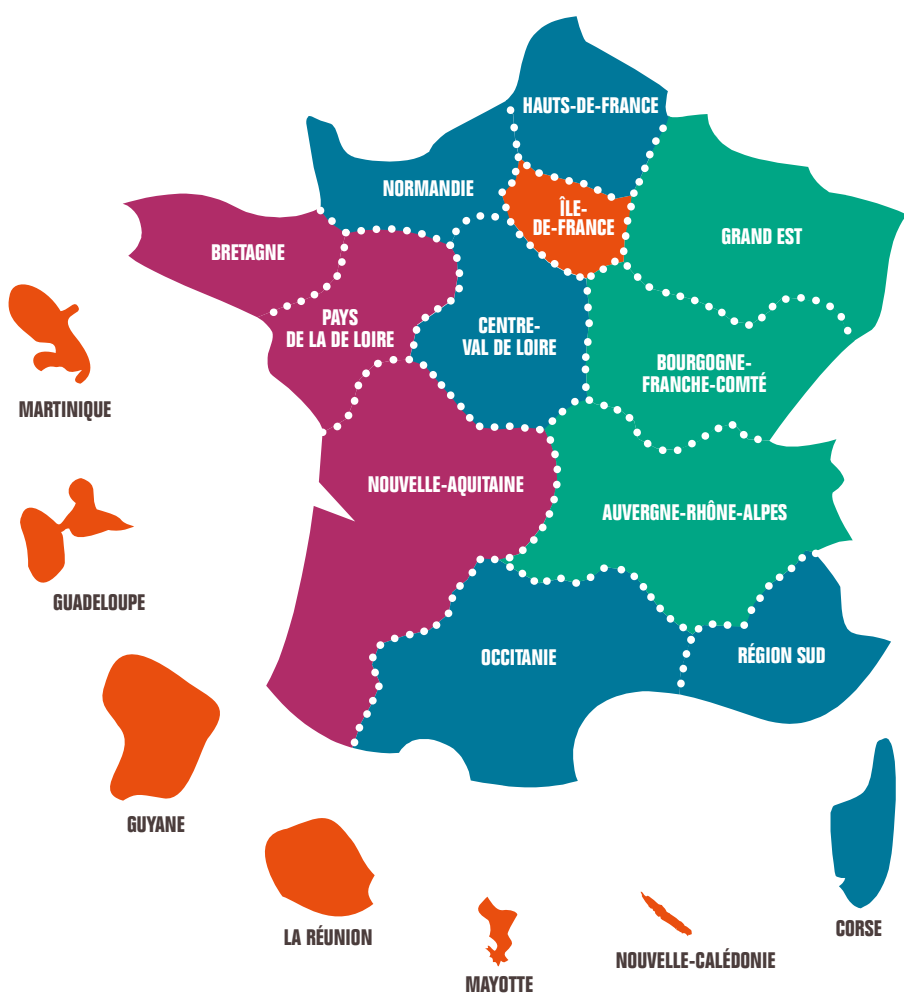 HAUTS-DE-FRANCE
NORMANDIE
ÎLE-
DE-FRANCE
GRAND EST
BRETAGNE
PAYS
DE LA DE LOIRE
CENTRE-
VAL DE LOIRE
BOURGOGNE-
FRANCHE-COMTÉ
MARTINIQUE
NOUVELLE-AQUITAINE
AUVERGNE-RHÔNE-ALPES
GUADELOUPE
OCCITANIE
RÉGION SUD
GUYANE
LA RÉUNION
CORSE
MAYOTTE
NOUVELLE-CALÉDONIE